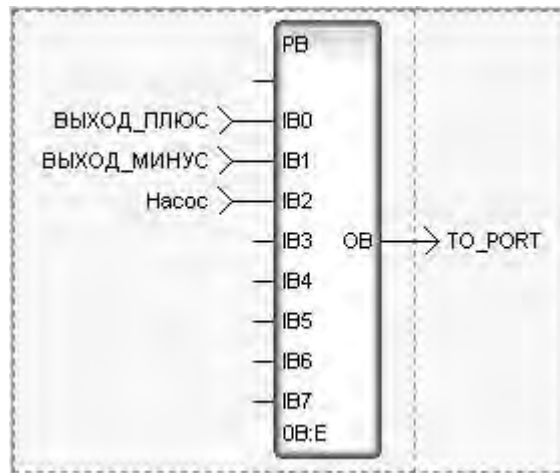 PB
ВЫХОД_ПЛЮС IB0
ВЫХОД_МИНУС IB1
Насос IB2
IB3 OB TO_PORT
IB4
IB5
IB6
IB7
0B:E